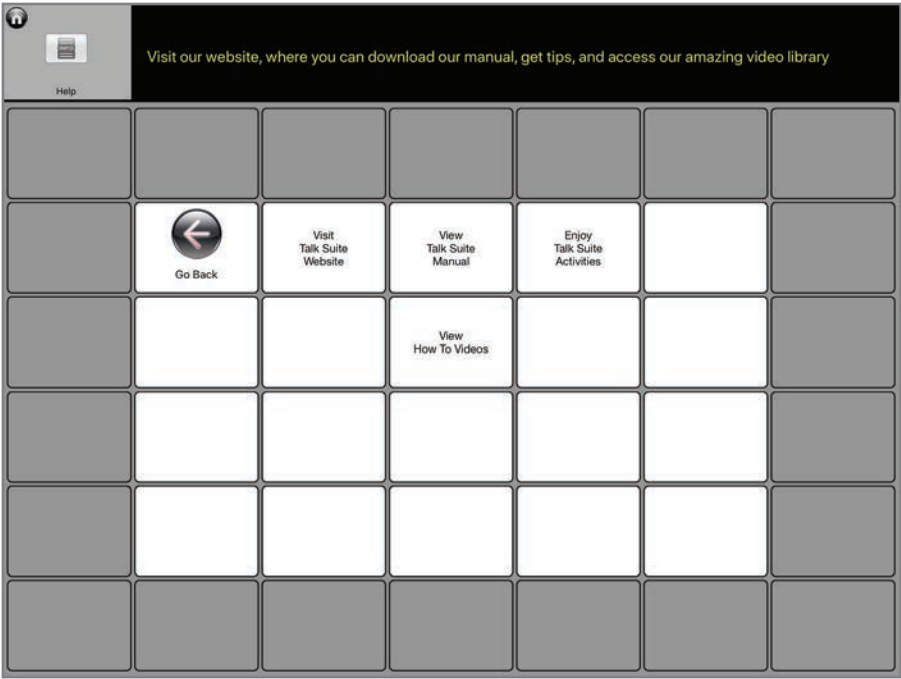 Visit our website, where you can download our manual, get tips, and access our amazing video library
Help
Go Back
Visit
Talk Suite
Website
View
Talk Suite
Manual
Enjoy
Talk Suite
Activities
View
How To Videos